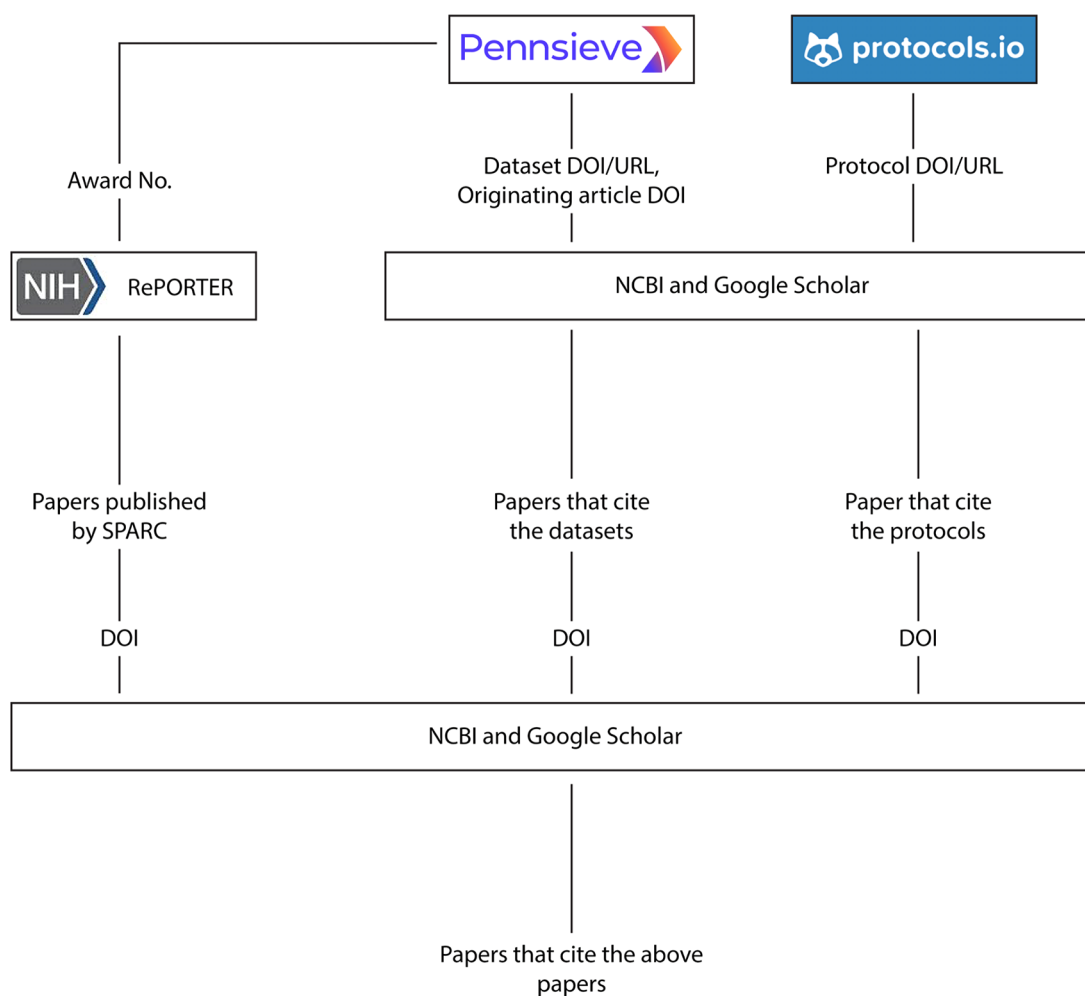 Pennsieve
protocols.io
Award No.
Dataset DOI/URL,
Originating article DOI
Protocol DOI/URL
NIH RePORTER
NCBI and Google Scholar
Papers published
by SPARC
Papers that cite
the datasets
Paper that cite
the protocols
DOI
DOI
DOI
NCBI and Google Scholar
Papers that cite the above
papers